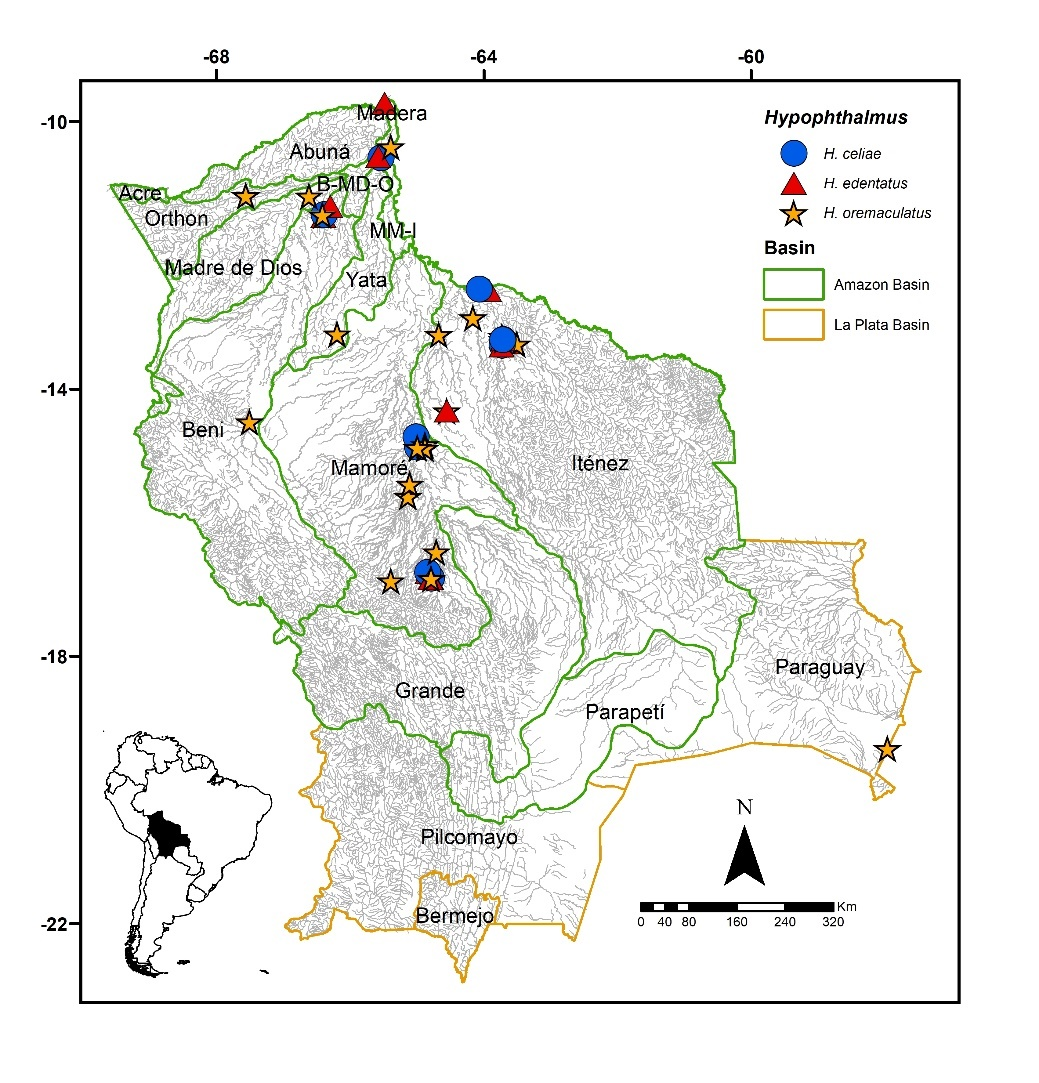 -68 -64 -60
-10
-14
-18
-22
Hypophthalmus
H. celiae
H. edentatus
H. oremaculatus
Basin
Amazon Basin
La Plata Basin
Madera
Abuná
B-MD-O
Acre
Orthon
MM-I
Madre de Dios
Yata
Beni
Mamoré
Iténez
Grande
Paraguay
Parapetí
Pilcomayo
Bermejo
N
Km
0 40 80 160 240 320